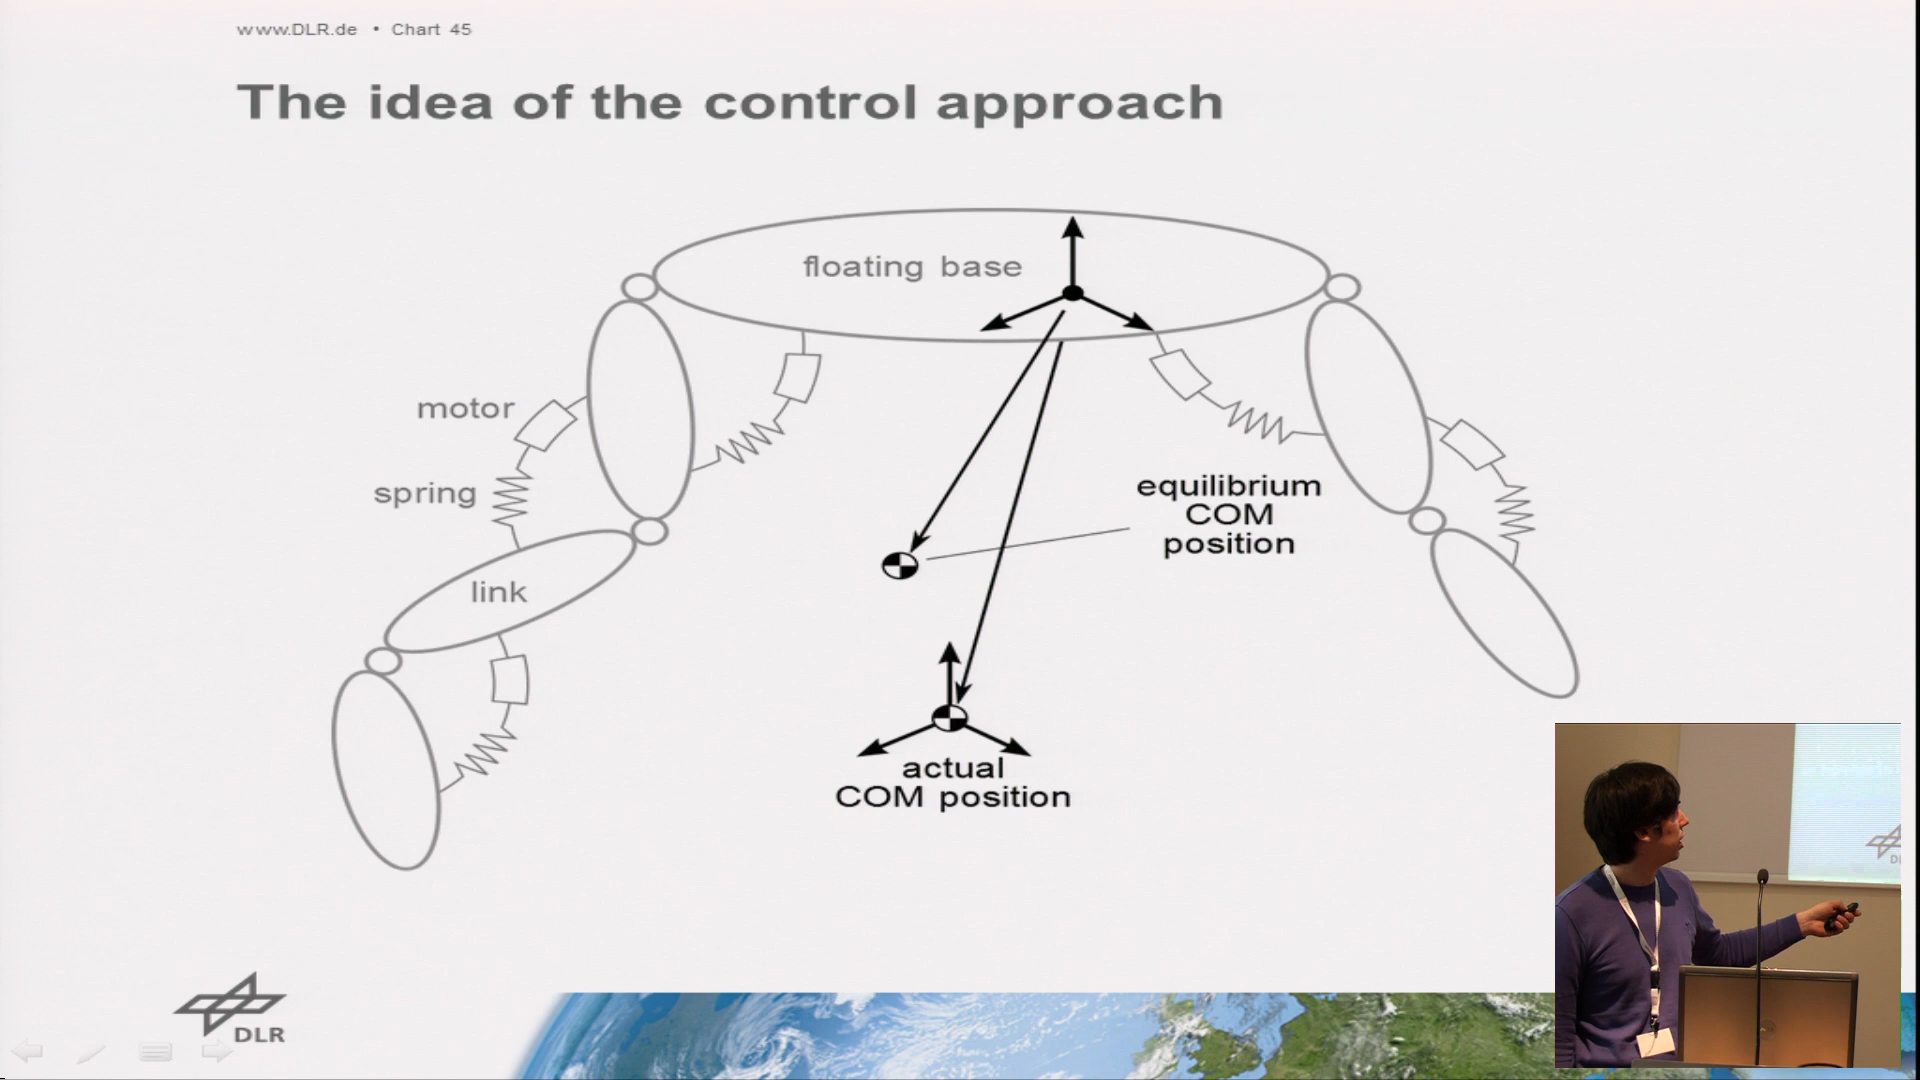 www.DLR.de • Chart 45
The idea of the control approach
floating base
motor
spring
link
equilibrium
COM
position
actual
COM position
DLR